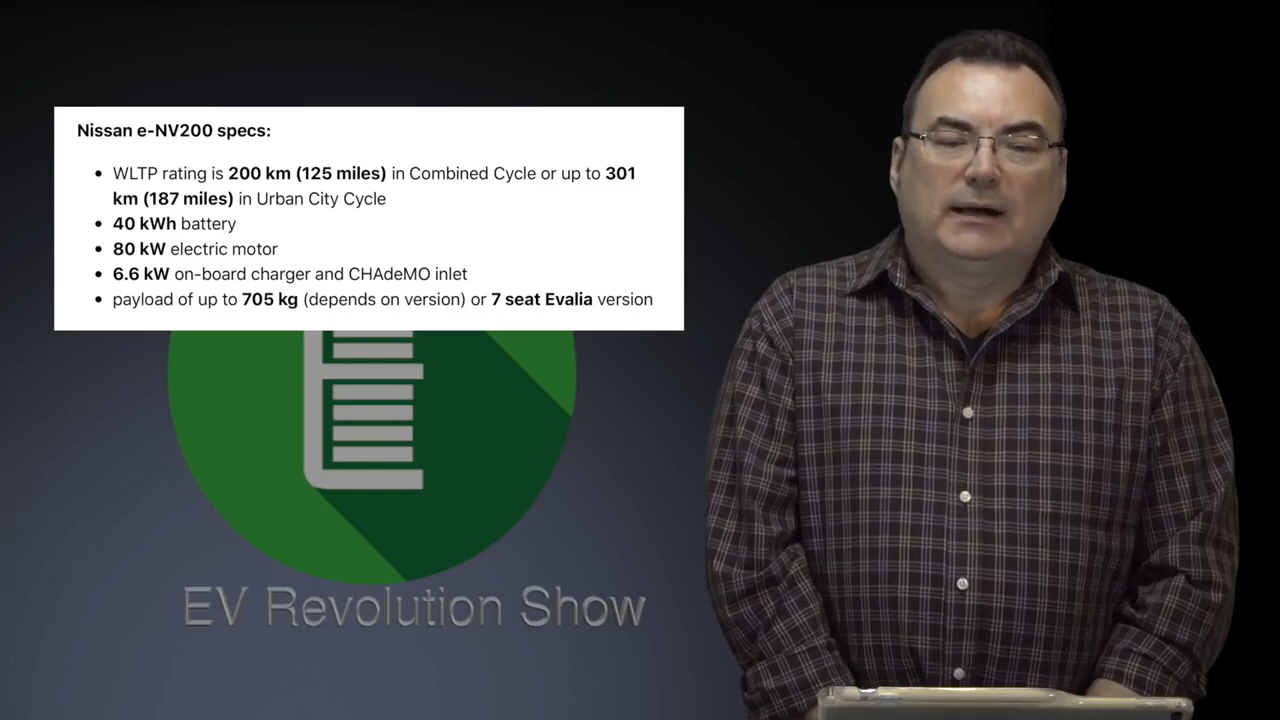 Nissan e-NV200 specs:
• WLTP rating is 200 km (125 miles) in Combined Cycle or up to 301
km (187 miles) in Urban City Cycle
• 40 kWh battery
• 80 kW electric motor
• 6.6 kW on-board charger and CHAdeMO inlet
• payload of up to 705 kg (depends on version) or 7 seat Evalia version
EV Revolution Show